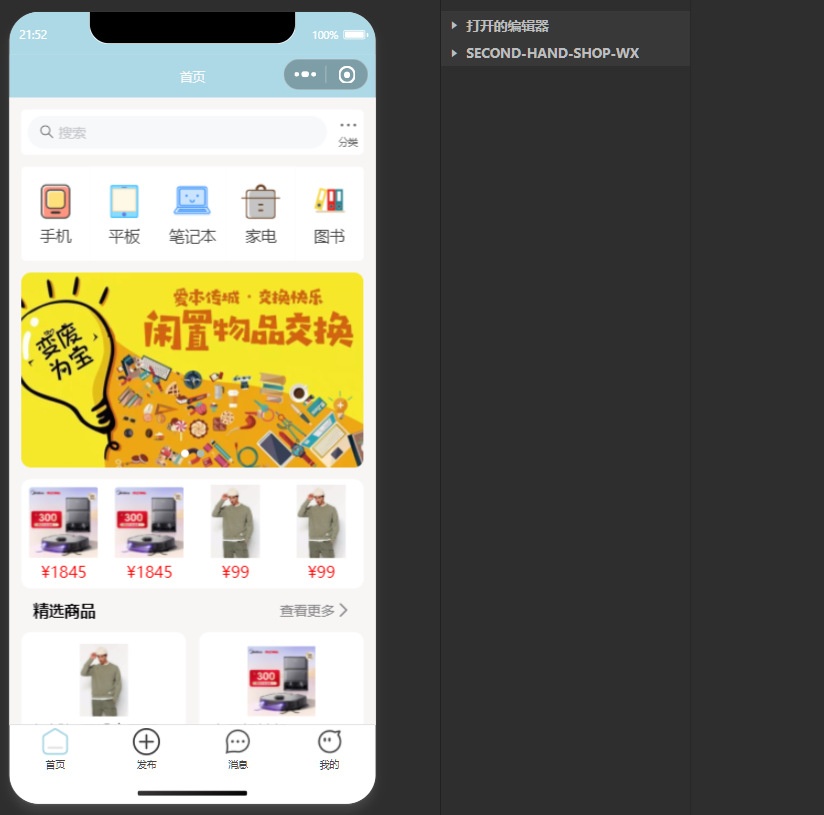 21:52
100%
首页
搜索
分类
手机
平板
笔记本
家电
图书
爱本传城·交换快乐
闲置物品交换
变废
为宝
300
300
¥1845
¥1845
¥99
¥99
精选商品
查看更多
300
首页
发布
消息
我的
打开的编辑器
SECOND-HAND-SHOP-WX